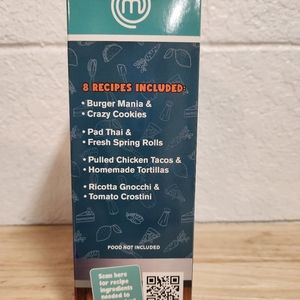 m
8 RECIPES INCLUDED:
• Burger Mania &
• Crazy Cookies
• Pad Thai &
• Fresh Spring Rolls
• Pulled Chicken Tacos &
• Homemade Tortillas
• Ricotta Gnocchi &
• Tomato Crostini
FOOD NOT INCLUDED
Scan here
for recipe
ingredients
needed to